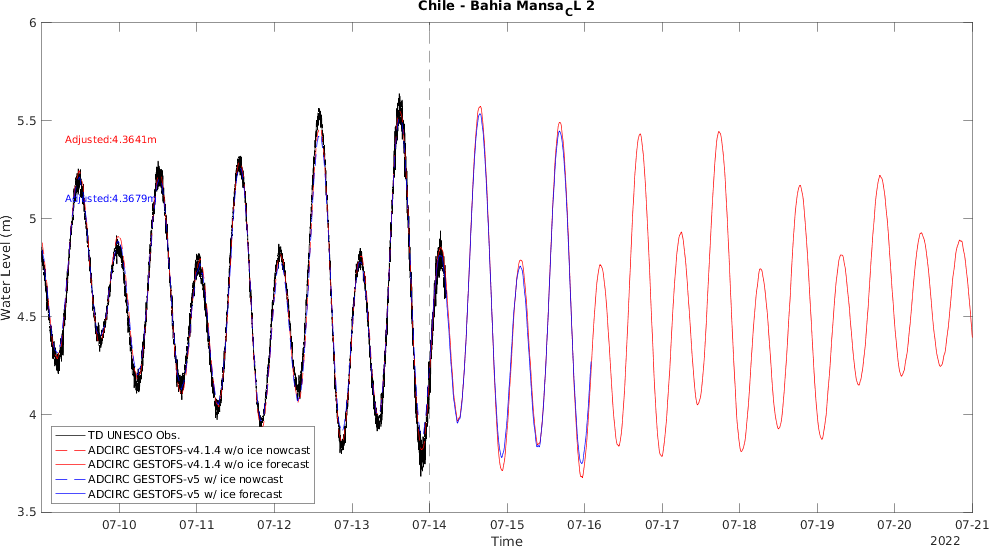 Chile - Bahia Mansa_CL 2
6
5.5
5
4.5
4
3.5
Water Level (m)
Adjusted:4.3641m
Adjusted:4.3679m
TD UNESCO Obs.
ADCIRC GESTOFS-v4.1.4 w/o ice nowcast
ADCIRC GESTOFS-v4.1.4 w/o ice forecast
ADCIRC GESTOFS-v5 w/ ice nowcast
ADCIRC GESTOFS-v5 w/ ice forecast
07-10 07-11 07-12 07-13 07-14 07-15 07-16 07-17 07-18 07-19 07-20 07-21
Time
2022